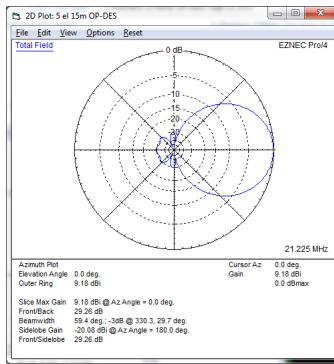 2D Plot: 5 el 15m OP-DES
File Edit View Options Reset
Total Field
EZNEC Pro/4
0 dB
-5
-10
-15
-20
-30
21.225 MHz
Azimuth Plot
Elevation Angle 0.0 deg.
Outer Ring 9.18 dBi
Cursor Az 0.0 deg.
Gain 9.18 dBi
0.0 dBmax
Slice Max Gain 9.18 dBi @ Az Angle = 0.0 deg.
Front/Back 29.26 dB
Beamwidth 59.4 deg.; -3dB @ 330.3, 29.7 deg.
Sidelobe Gain -20.08 dBi @ Az Angle = 180.0 deg.
Front/Sidelobe 29.26 dB